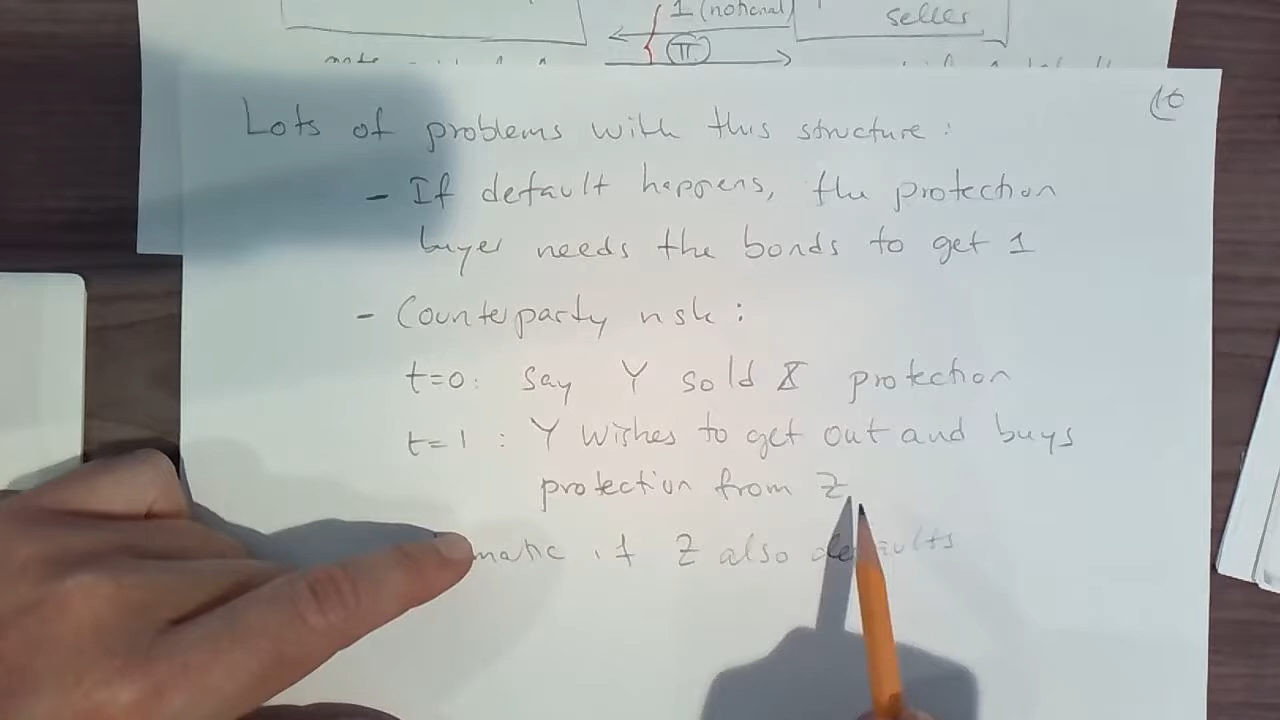 1 (notional)
seller
π
16
Lots of problems with this structure :
- If default happens, the protection
buyer needs the bonds to get 1
- Counterparty risk :
t=0 : say Y sold X protection
t=1 : Y wishes to get out and buys
protection from Z
if Z also defaults